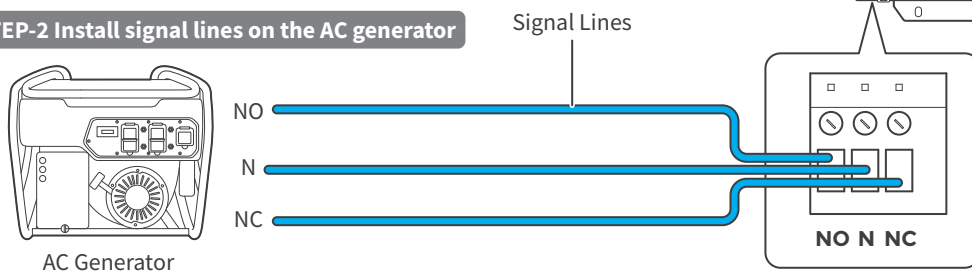 TEP-2 Install signal lines on the AC generator
Signal Lines
0
NO
N
NC
NO N NC
AC Generator